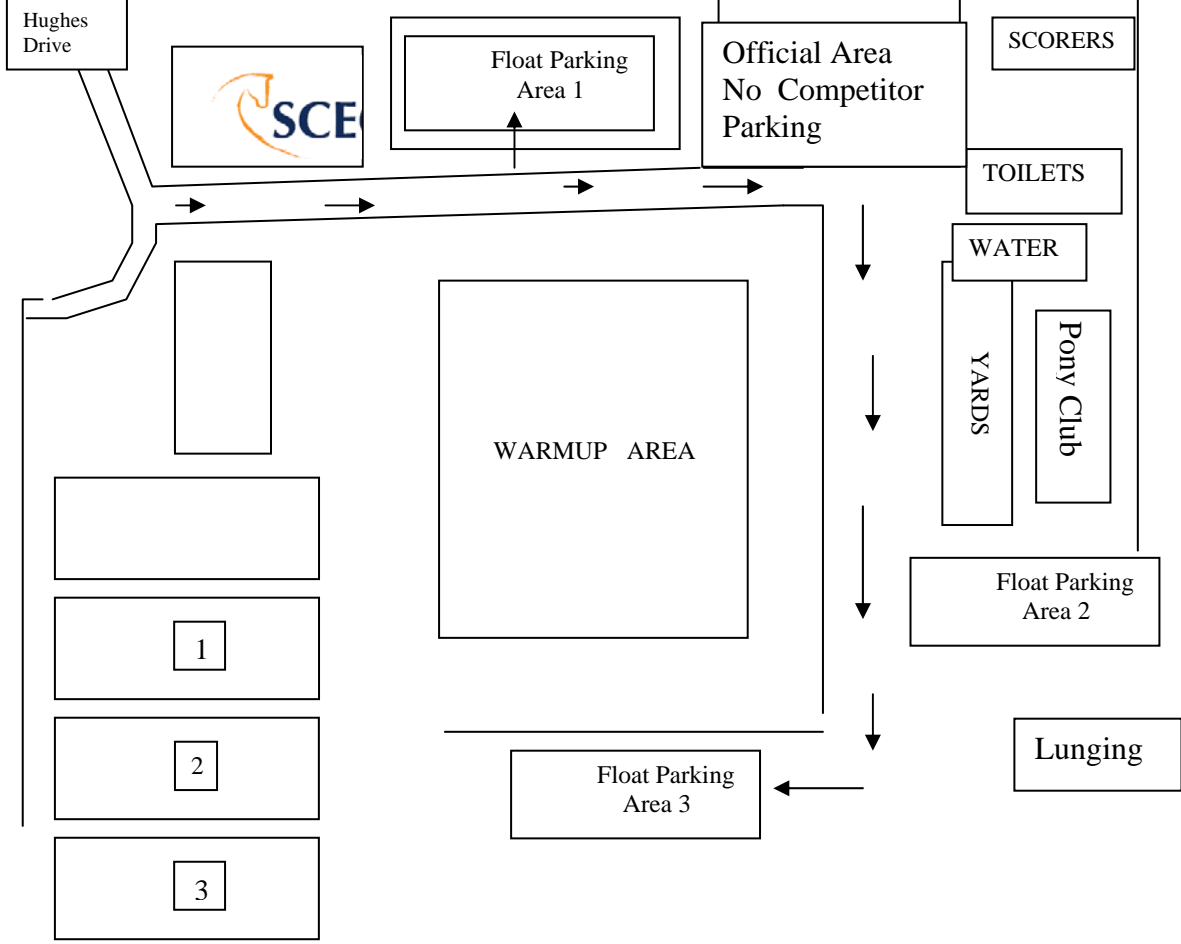 Hughes
Drive
SCE
Float Parking
Area 1
Official Area
No Competitor
Parking
SCORERS
TOILETS
WATER
YARDS
Pony Club
WARMUP AREA
Float Parking
Area 2
1
2
3
Float Parking
Area 3
Lunging